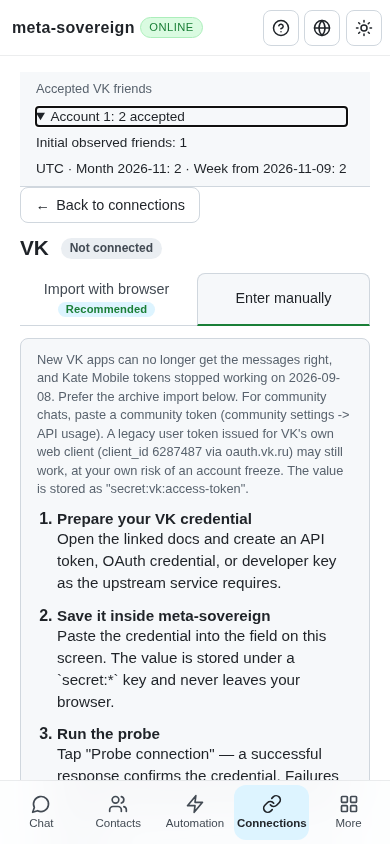 meta-sovereign ONLINE
Accepted VK friends
▼ Account 1: 2 accepted
Initial observed friends: 1
UTC · Month 2026-11: 2 · Week from 2026-11-09: 2
← Back to connections
VK Not connected
Import with browser
Recommended
Enter manually
New VK apps can no longer get the messages right,
and Kate Mobile tokens stopped working on 2026-09-
08. Prefer the archive import below. For community
chats, paste a community token (community settings ->
API usage). A legacy user token issued for VK's own
web client (client_id 6287487 via oauth.vk.ru) may still
work, at your own risk of an account freeze. The value
is stored as "secret:vk:access-token".
1. Prepare your VK credential
Open the linked docs and create an API
token, OAuth credential, or developer key
as the upstream service requires.
2. Save it inside meta-sovereign
Paste the credential into the field on this
screen. The value is stored under a
`secret:*` key and never leaves your
browser.
3. Run the probe
Tap "Probe connection" — a successful
response confirms the credential. Failures
Chat Contacts Automation Connections More